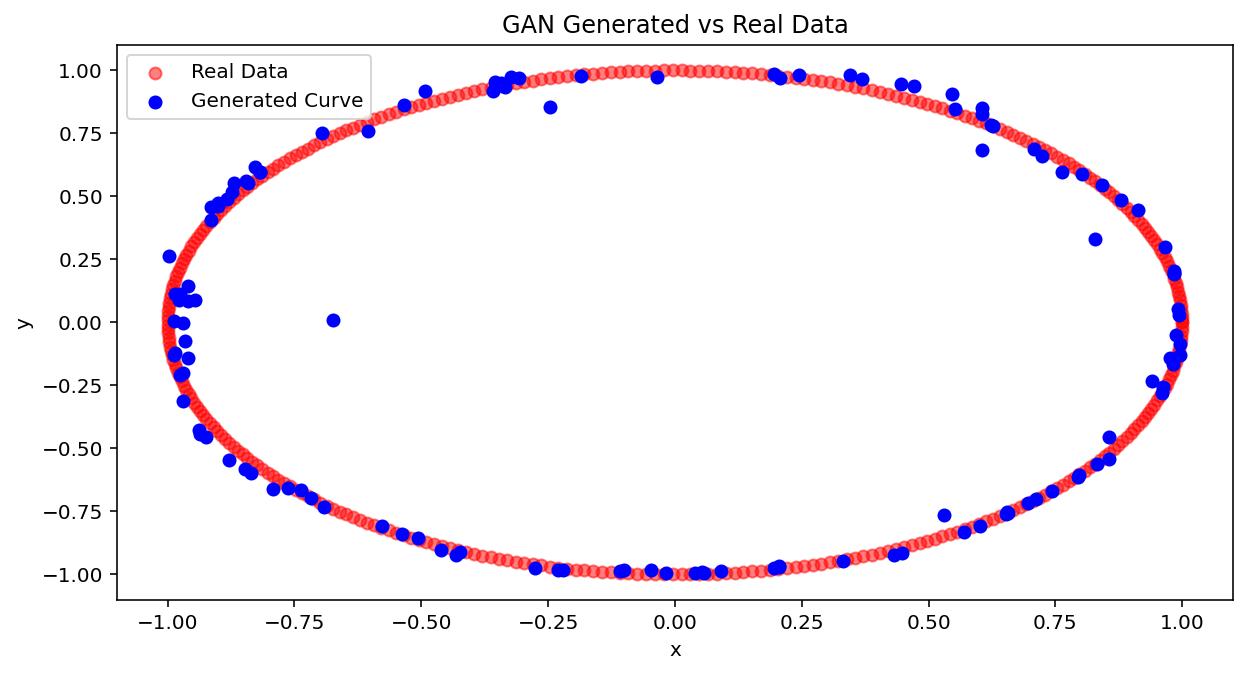 GAN Generated vs Real Data
Real Data
Generated Curve
1.00
0.75
0.50
0.25
0.00
−0.25
−0.50
−0.75
−1.00
y
−1.00 −0.75 −0.50 −0.25 0.00 0.25 0.50 0.75 1.00
x